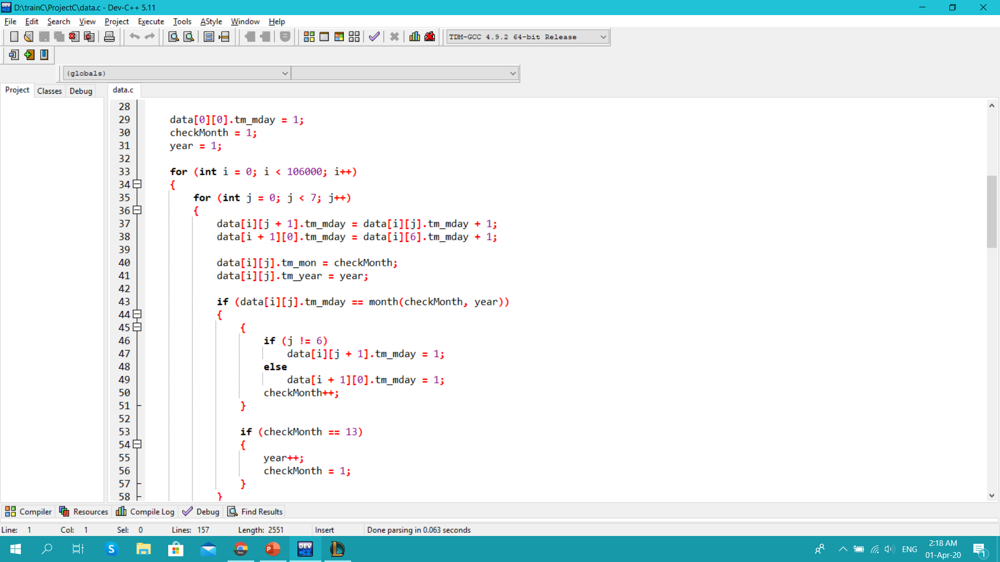 D:\trainC\ProjectC\data.c - Dev-C++ 5.11
File Edit Search View Project Execute Tools AStyle Window Help
TDM-GCC 4.9.2 64-bit Release
(globals)
Project Classes Debug data.c
28
29 data[0][0].tm_mday = 1;
30 checkMonth = 1;
31 year = 1;
32
33 for (int i = 0; i < 106000; i++)
34 {
35 for (int j = 0; j < 7; j++)
36 {
37 data[i][j + 1].tm_mday = data[i][j].tm_mday + 1;
38 data[i + 1][0].tm_mday = data[i][6].tm_mday + 1;
39
40 data[i][j].tm_mon = checkMonth;
41 data[i][j].tm_year = year;
42
43 if (data[i][j].tm_mday == month(checkMonth, year))
44 {
45 {
46 if (j != 6)
47 data[i][j + 1].tm_mday = 1;
48 else
49 data[i + 1][0].tm_mday = 1;
50 checkMonth++;
51 }
52
53 if (checkMonth == 13)
54 {
55 year++;
56 checkMonth = 1;
57 }
58 }
Compiler Resources Compile Log Debug Find Results
Line: 1 Col: 1 Sel: 0 Lines: 157 Length: 2551 Insert Done parsing in 0.063 seconds
ENG
2:18 AM
01-Apr-20
1